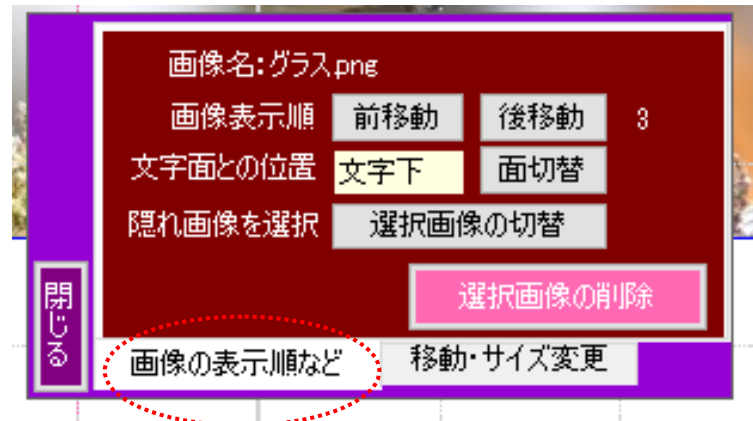 画像名:グラス.png
画像表示順 前移動 後移動 3
文字面との位置 文字下 面切替
隠れ画像を選択 選択画像の切替
選択画像の削除
閉じる
画像の表示順など 移動・サイズ変更